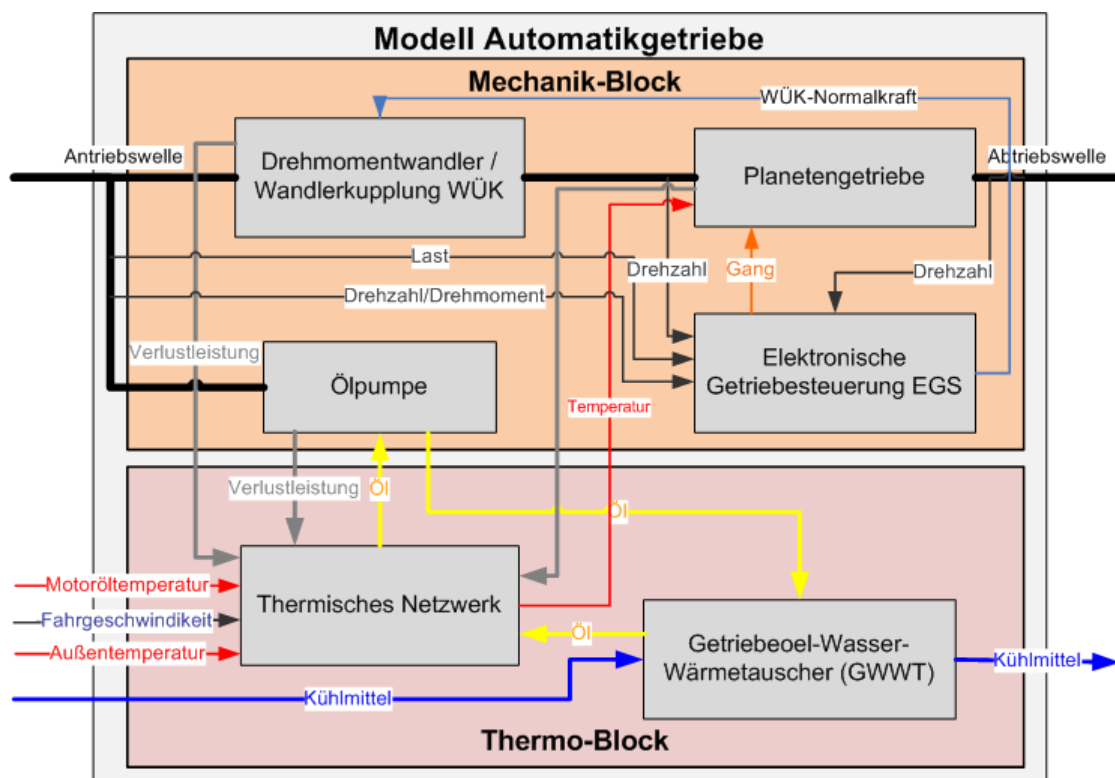 Modell Automatikgetriebe
Mechanik-Block
WÜK-Normalkraft
Antriebswelle
Drehmomentwandler /
Wandlerkupplung WÜK
Planetengetriebe
Abtriebswelle
Last
Drehzahl
Gang
Drehzahl
Drehzahl/Drehmoment
Verlustleistung
Ölpumpe
Elektronische
Getriebesteuerung EGS
Temperatur
Verlustleistung
Öl
Öl
Motoröltemperatur
Thermisches Netzwerk
Fahrgeschwindikeit
Außentemperatur
Öl
Getriebeoel-Wasser-
Wärmetauscher (GWWT)
Kühlmittel
Kühlmittel
Thermo-Block